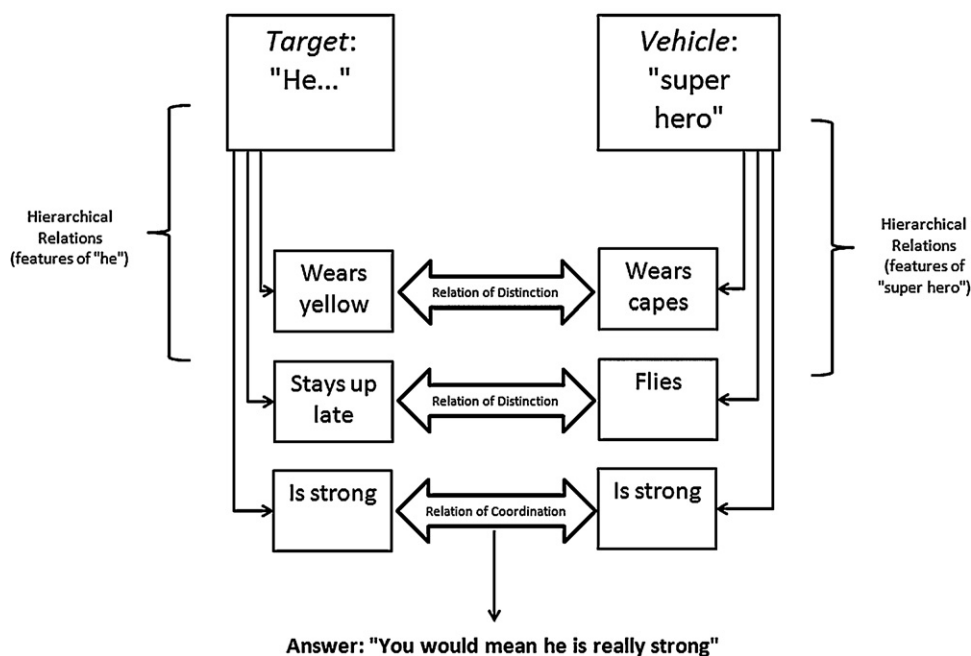 Target:
"He..."
Vehicle:
"super
hero"
Hierarchical
Relations
(features of "he")
Hierarchical
Relations
(features of
"super hero")
Wears
yellow
Relation of Distinction
Wears
capes
Stays up
late
Relation of Distinction
Flies
Is strong
Relation of Coordination
Is strong
Answer: "You would mean he is really strong"